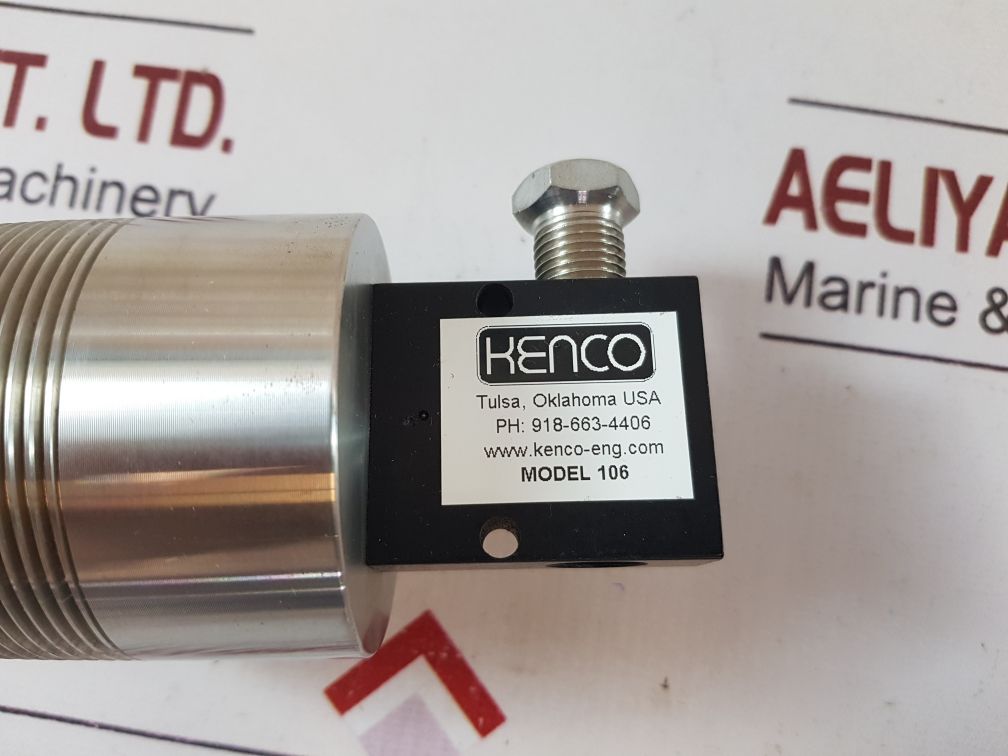 T. LTD.
achinery
AELIYA
Marine &
KENCO
Tulsa, Oklahoma USA
PH: 918-663-4406
www.kenco-eng.com
MODEL 106